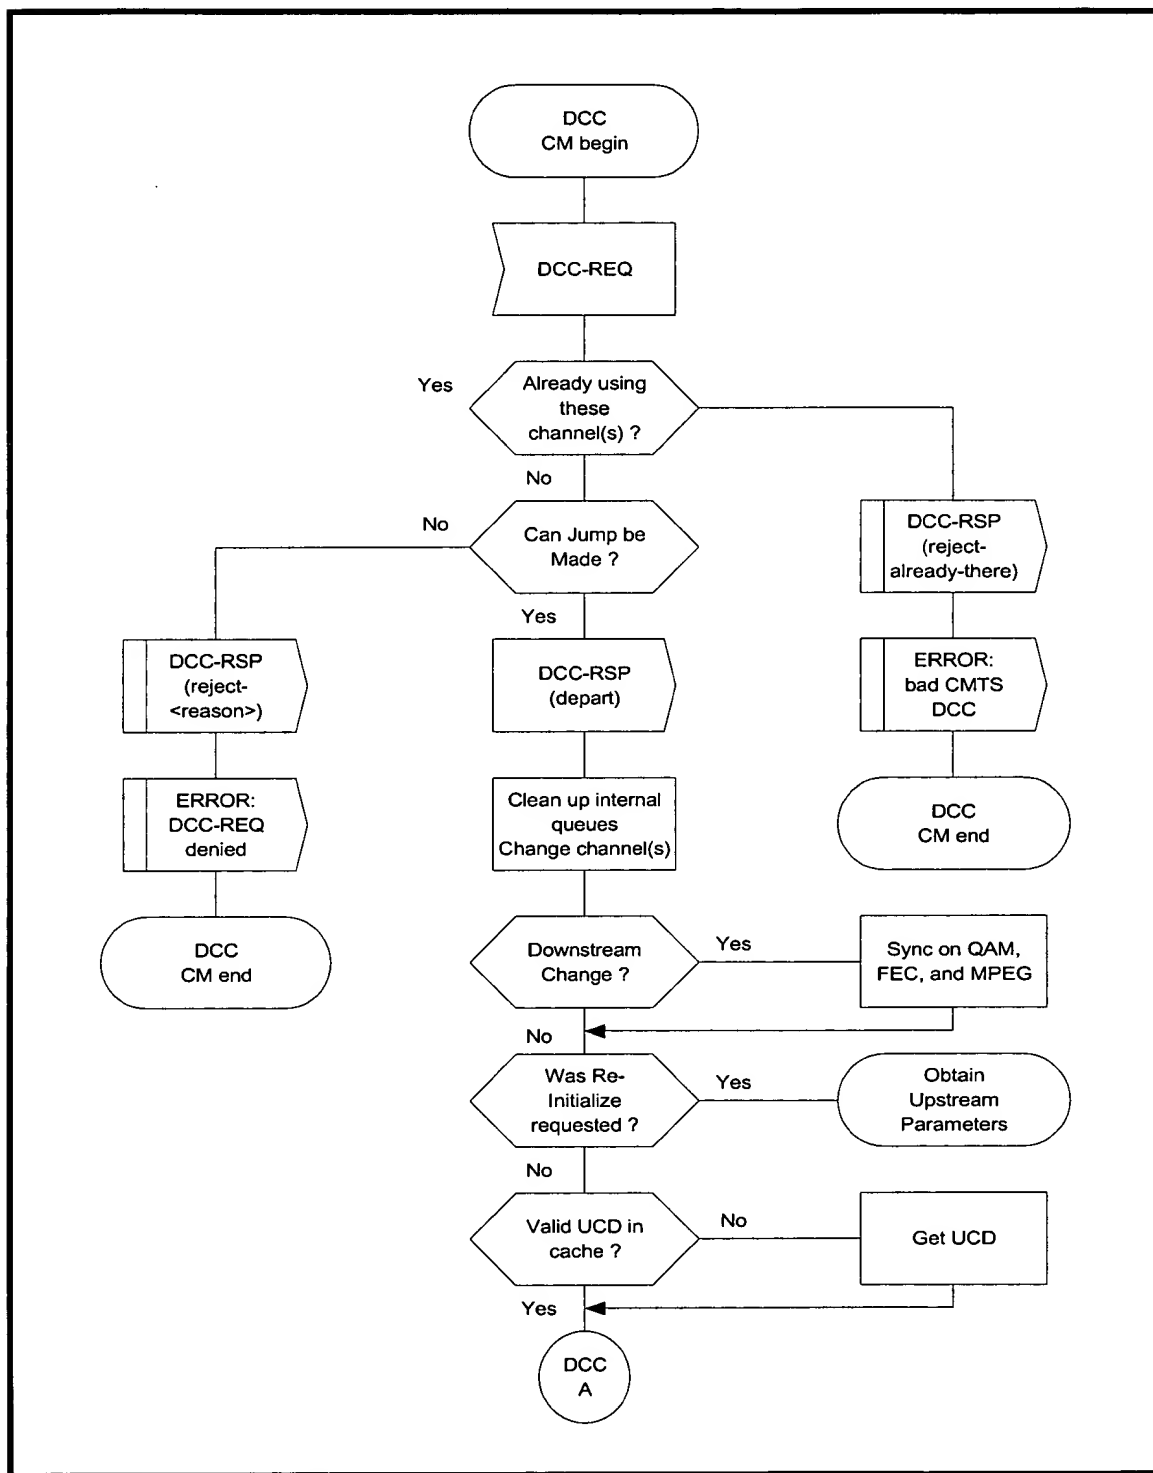 DCC
CM begin
DCC-REQ
Yes
Already using
these
channel(s) ?
No
No
Can Jump be
Made ?
DCC-RSP
(reject-
already-there)
Yes
DCC-RSP
(reject-
<reason>)
DCC-RSP
(depart)
ERROR:
bad CMTS
DCC
ERROR:
DCC-REQ
denied
Clean up internal
queues
Change channel(s)
DCC
CM end
DCC
CM end
Downstream
Change ?
Yes
Sync on QAM,
FEC, and MPEG
No
Was Re-
Initialize
requested ?
Yes
Obtain
Upstream
Parameters
No
Valid UCD in
cache ?
No
Get UCD
Yes
DCC
A